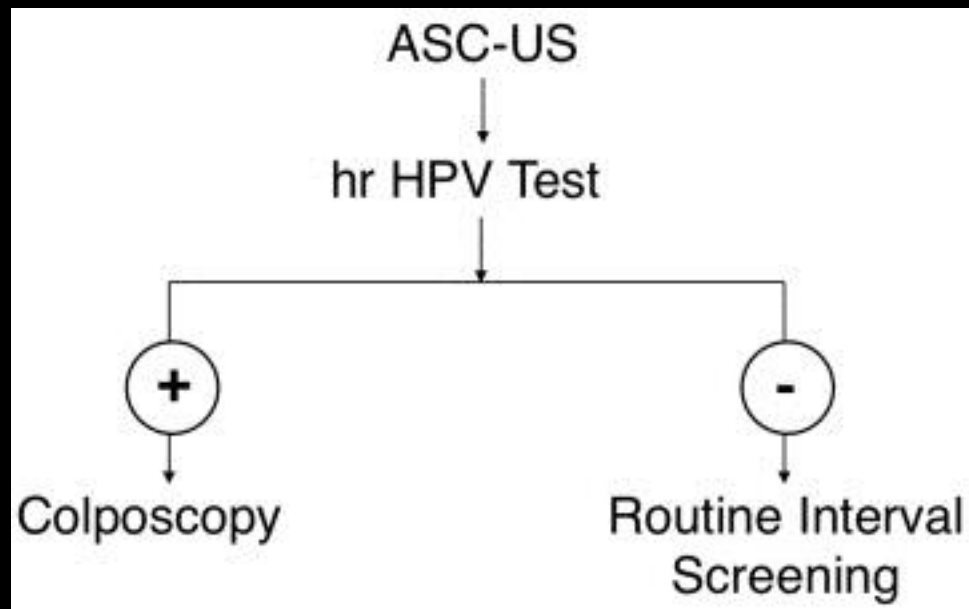 ASC-US
hr HPV Test
+
-
Colposcopy
Routine Interval
Screening